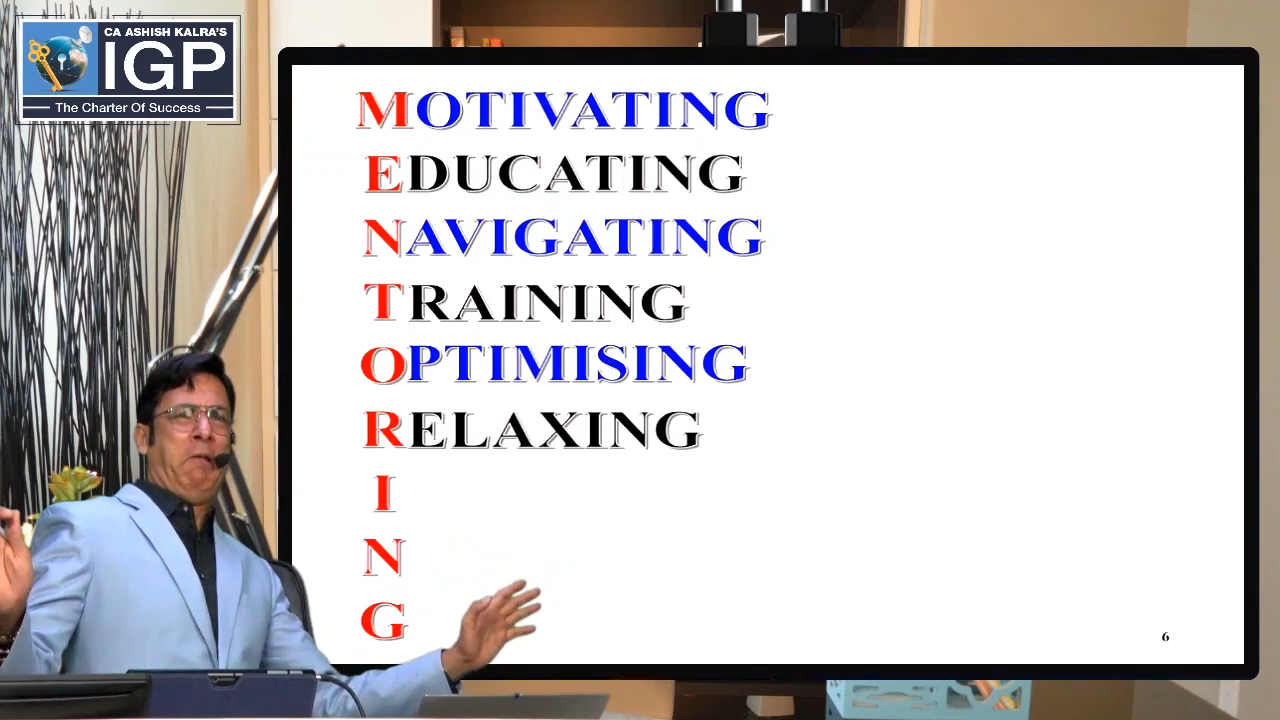 CA ASHISH KALRA'S
IGP
The Charter Of Success
MOTIVATING
EDUCATING
NAVIGATING
TRAINING
OPTIMISING
RELAXING
I
N
G
6